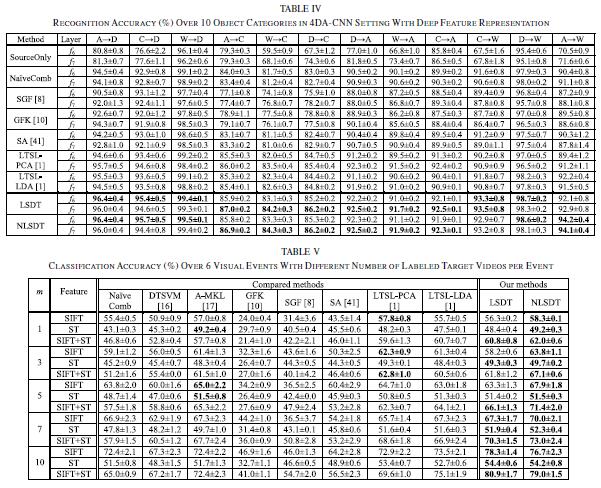 TABLE IV
RECOGNITION ACCURACY (%) OVER 10 OBJECT CATEGORIES IN 4DA-CNN SETTING WITH DEEP FEATURE REPRESENTATION
Method Layer A→D C→D W→D A→C W→C D→C D→A W→A C→A C→W D→W A→W
SourceOnly f6 80.8±0.8 76.6±2.2 96.1±0.4 79.3±0.3 59.5±0.9 67.3±1.2 77.0±1.0 66.8±1.0 85.8±0.4 67.5±1.6 95.4±0.6 70.5±0.9
f7 81.3±0.7 77.6±1.1 96.2±0.6 79.3±0.3 68.1±0.6 74.3±0.6 81.8±0.5 73.4±0.7 86.5±0.5 67.8±1.8 95.1±0.8 71.6±0.6
NaïveComb f6 94.5±0.4 92.9±0.8 99.1±0.2 84.0±0.3 81.7±0.5 83.0±0.3 90.5±0.2 90.1±0.2 89.9±0.2 91.6±0.8 97.9±0.3 90.4±0.8
f7 94.1±0.8 92.8±0.7 98.9±0.2 83.4±0.4 81.2±0.4 82.7±0.4 90.9±0.3 90.6±0.2 90.3±0.2 90.6±0.8 98.0±0.2 91.1±0.8
SGF [8] f6 90.5±0.8 93.1±1.2 97.7±0.4 77.1±0.8 74.1±0.8 75.9±1.0 88.0±0.8 87.2±0.5 88.5±0.4 89.4±0.9 96.8±0.4 87.2±0.9
f7 92.0±1.3 92.4±1.1 97.6±0.5 77.4±0.7 76.8±0.7 78.2±0.7 88.0±0.5 86.8±0.7 89.3±0.4 87.8±0.8 95.7±0.8 88.1±0.8
GFK [10] f6 92.6±0.7 92.0±1.2 97.8±0.5 78.9±1.1 77.5±0.8 78.8±0.8 88.9±0.3 86.2±0.8 87.5±0.3 87.7±0.8 97.0±0.8 89.5±0.8
f7 94.3±0.7 91.9±0.8 98.5±0.3 79.1±0.7 76.1±0.7 77.5±0.8 90.1±0.4 85.6±0.5 88.4±0.4 86.4±0.7 96.5±0.3 88.6±0.8
SA [41] f6 94.2±0.5 93.0±1.0 98.6±0.5 83.1±0.7 81.1±0.5 82.4±0.7 90.4±0.4 89.8±0.4 89.5±0.4 91.2±0.9 97.5±0.7 90.3±1.2
f7 92.8±1.0 92.1±0.9 98.5±0.3 83.3±0.2 81.0±0.6 82.9±0.7 90.7±0.5 90.9±0.4 89.9±0.5 89.0±1.1 97.5±0.4 87.8±1.4
LTSL-PCA [1] f6 94.6±0.6 93.4±0.6 99.2±0.2 85.5±0.3 82.0±0.5 84.7±0.5 91.2±0.2 89.5±0.2 91.3±0.2 90.2±0.8 97.0±0.5 89.4±1.2
f7 95.7±0.5 94.6±0.8 98.4±0.2 86.0±0.2 83.5±0.4 85.4±0.4 92.3±0.2 91.5±0.2 92.4±0.2 90.9±0.9 96.5±0.2 91.2±1.1
LTSL-LDA [1] f6 95.5±0.3 93.6±0.5 99.1±0.2 85.3±0.2 82.3±0.4 84.4±0.2 91.1±0.2 90.6±0.2 90.4±0.1 91.8±0.7 98.2±0.3 92.2±0.4
f7 94.5±0.5 93.5±0.8 98.8±0.2 85.4±0.1 82.6±0.3 84.8±0.2 91.9±0.2 91.0±0.2 90.9±0.1 90.8±0.7 97.8±0.3 91.5±0.5
LSDT f6 96.4±0.4 95.4±0.5 99.4±0.1 85.9±0.2 83.1±0.3 85.2±0.2 92.2±0.2 91.0±0.2 92.1±0.1 93.3±0.8 98.7±0.2 92.1±0.8
f7 96.0±0.4 94.6±0.5 99.3±0.1 87.0±0.2 84.2±0.3 86.2±0.2 92.5±0.2 91.7±0.2 92.5±0.1 93.5±0.8 98.3±0.2 92.9±0.8
NLSDT f6 96.4±0.4 95.7±0.5 99.5±0.1 85.8±0.2 83.3±0.3 85.3±0.2 92.3±0.2 91.1±0.2 91.9±0.1 92.9±0.7 98.6±0.2 94.2±0.4
f7 96.0±0.4 94.4±0.8 99.4±0.2 86.9±0.2 84.3±0.3 86.2±0.2 92.5±0.2 91.9±0.2 92.3±0.1 93.2±0.8 98.1±0.3 94.1±0.4
TABLE V
CLASSIFICATION ACCURACY (%) OVER 6 VISUAL EVENTS WITH DIFFERENT NUMBER OF LABELED TARGET VIDEOS PER EVENT
m Feature Compared methods Our methods
Naïve Comb DTSVM [16] A-MKL [17] GFK [10] SGF [8] SA [41] LTSL-PCA [1] LTSL-LDA [1] LSDT NLSDT
1 SIFT 55.4±0.5 50.9±0.9 57.0±0.8 24.0±0.4 31.4±3.6 43.5±1.4 57.8±0.8 55.7±0.5 56.3±0.2 58.3±0.1
ST 43.1±0.3 45.3±0.2 49.2±0.4 29.7±0.9 40.5±0.4 45.5±0.6 48.2±0.3 47.5±0.1 48.4±0.4 49.2±0.3
SIFT+ST 46.8±0.6 52.8±0.4 57.7±0.8 21.4±1.0 42.2±1.1 46.0±1.1 59.6±1.3 60.7±0.7 60.8±0.8 62.0±0.6
3 SIFT 59.1±1.2 56.0±0.5 61.4±1.3 32.3±1.6 43.6±1.6 50.3±2.5 62.3±0.9 61.3±0.4 58.2±0.6 63.8±1.1
ST 45.2±0.9 45.4±0.7 48.3±0.4 26.4±0.7 44.3±0.5 44.3±0.5 49.3±0.1 48.4±0.3 49.3±0.3 49.7±0.2
SIFT+ST 51.2±1.6 55.4±0.0 61.5±1.0 27.6±1.0 40.1±4.2 46.4±0.6 62.8±1.0 60.5±0.6 61.8±1.2 67.1±0.6
5 SIFT 63.8±2.0 60.0±1.6 65.0±2.2 34.2±0.9 36.5±2.4 60.4±2.9 64.7±1.0 63.0±1.8 63.3±1.6 67.9±1.8
ST 48.7±1.4 47.0±0.6 51.5±0.8 26.4±0.9 42.4±0.0 45.9±0.3 50.8±0.5 51.3±0.3 51.4±0.2 51.5±0.3
SIFT+ST 57.5±1.8 58.8±0.6 65.3±2.2 27.6±0.9 47.9±2.4 53.2±2.8 62.3±0.7 64.1±2.1 66.1±1.3 71.4±2.0
7 SIFT 66.9±2.3 62.9±1.9 67.3±2.3 44.2±1.0 36.5±3.7 54.2±1.8 65.7±1.4 67.3±2.3 67.3±1.7 70.0±2.1
ST 47.8±1.3 48.2±0.2 49.7±0.9 31.4±0.8 43.1±0.1 45.8±0.8 51.6±0.4 51.6±0.3 51.9±0.4 52.3±0.4
SIFT+ST 57.9±1.5 60.5±1.2 67.7±2.4 36.0±0.9 50.8±3.2 53.2±2.9 68.6±1.8 66.9±2.4 70.3±1.5 73.0±2.4
10 SIFT 72.4±2.1 67.3±2.3 72.4±2.2 46.9±1.6 46.0±1.3 64.2±2.8 72.9±2.2 73.5±2.1 78.3±1.4 76.7±2.3
ST 51.5±0.8 48.3±0.5 51.7±1.3 32.7±1.1 46.6±0.5 48.9±0.6 53.4±0.7 52.7±0.6 54.4±0.6 54.2±0.8
SIFT+ST 65.0±0.9 67.2±1.7 72.4±2.3 41.0±1.1 54.7±2.0 56.5±2.3 69.6±1.0 75.1±1.9 80.9±1.7 79.0±1.5